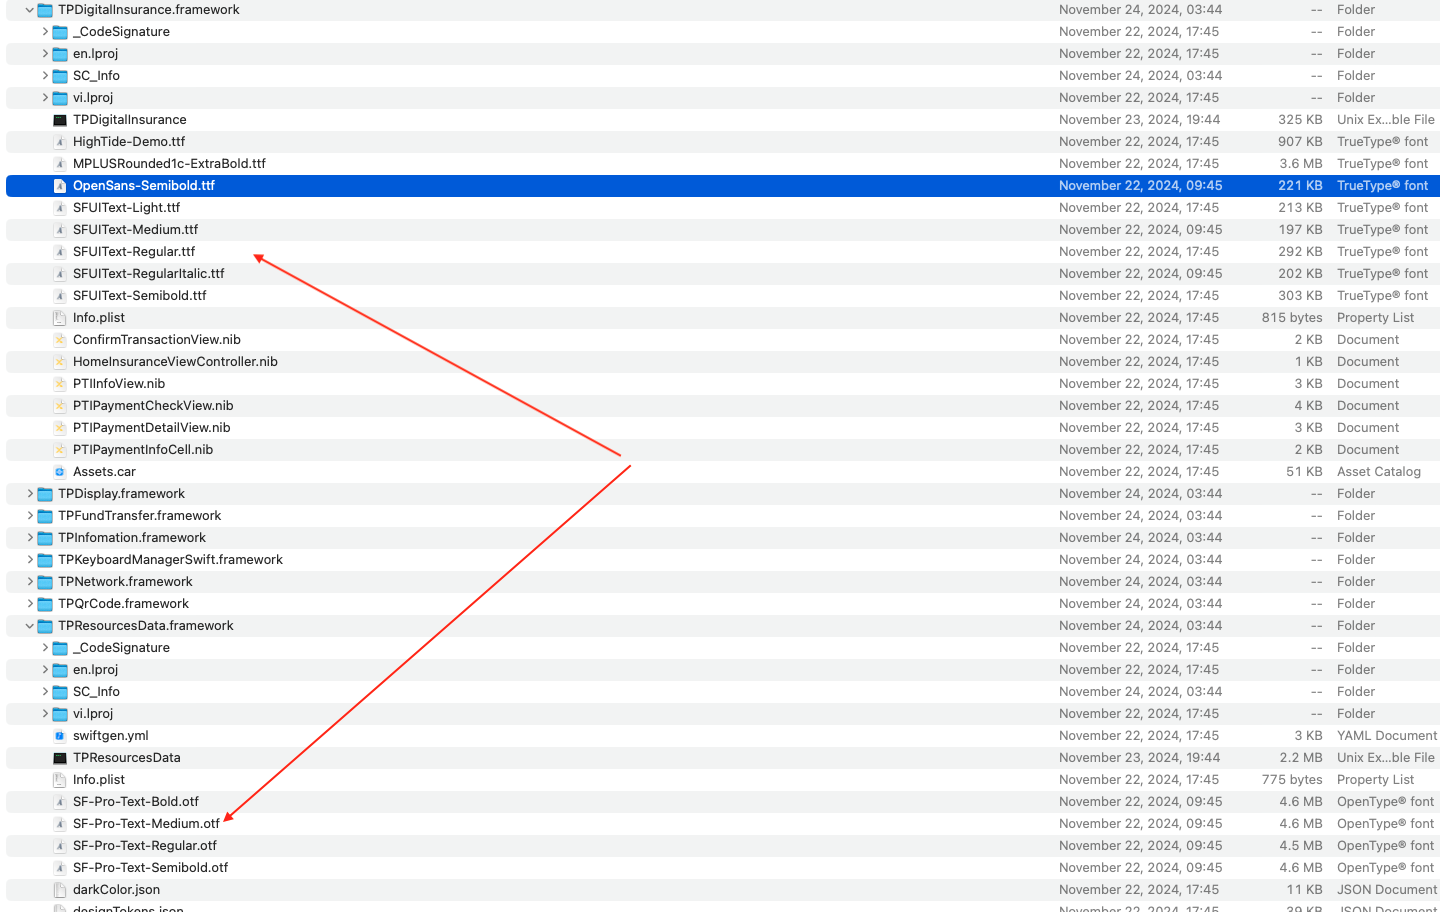 TPDigitalInsurance.framework November 24, 2024, 03:44 -- Folder
_CodeSignature November 22, 2024, 17:45 -- Folder
en.lproj November 22, 2024, 17:45 -- Folder
SC_Info November 24, 2024, 03:44 -- Folder
vi.lproj November 22, 2024, 17:45 -- Folder
TPDigitalInsurance November 23, 2024, 19:44 325 KB Unix Ex...ble File
HighTide-Demo.ttf November 22, 2024, 17:45 907 KB TrueType® font
MPLUSRounded1c-ExtraBold.ttf November 22, 2024, 17:45 3.6 MB TrueType® font
OpenSans-Semibold.ttf November 22, 2024, 09:45 221 KB TrueType® font
SFUIText-Light.ttf November 22, 2024, 17:45 213 KB TrueType® font
SFUIText-Medium.ttf November 22, 2024, 09:45 197 KB TrueType® font
SFUIText-Regular.ttf November 22, 2024, 17:45 292 KB TrueType® font
SFUIText-RegularItalic.ttf November 22, 2024, 09:45 202 KB TrueType® font
SFUIText-Semibold.ttf November 22, 2024, 17:45 303 KB TrueType® font
Info.plist November 22, 2024, 17:45 815 bytes Property List
ConfirmTransactionView.nib November 22, 2024, 17:45 2 KB Document
HomeInsuranceViewController.nib November 22, 2024, 17:45 1 KB Document
PTIInfoView.nib November 22, 2024, 17:45 3 KB Document
PTIPaymentCheckView.nib November 22, 2024, 17:45 4 KB Document
PTIPaymentDetailView.nib November 22, 2024, 17:45 3 KB Document
PTIPaymentInfoCell.nib November 22, 2024, 17:45 2 KB Document
Assets.car November 22, 2024, 17:45 51 KB Asset Catalog
TPDisplay.framework November 24, 2024, 03:44 -- Folder
TPFundTransfer.framework November 24, 2024, 03:44 -- Folder
TPInfomation.framework November 24, 2024, 03:44 -- Folder
TPKeyboardManagerSwift.framework November 24, 2024, 03:44 -- Folder
TPNetwork.framework November 24, 2024, 03:44 -- Folder
TPQrCode.framework November 24, 2024, 03:44 -- Folder
TPResourcesData.framework November 24, 2024, 03:44 -- Folder
_CodeSignature November 22, 2024, 17:45 -- Folder
en.lproj November 22, 2024, 17:45 -- Folder
SC_Info November 24, 2024, 03:44 -- Folder
vi.lproj November 22, 2024, 17:45 -- Folder
swiftgen.yml November 22, 2024, 17:45 3 KB YAML Document
TPResourcesData November 23, 2024, 19:44 2.2 MB Unix Ex...ble File
Info.plist November 22, 2024, 17:45 775 bytes Property List
SF-Pro-Text-Bold.otf November 22, 2024, 09:45 4.6 MB OpenType® font
SF-Pro-Text-Medium.otf November 22, 2024, 09:45 4.6 MB OpenType® font
SF-Pro-Text-Regular.otf November 22, 2024, 09:45 4.5 MB OpenType® font
SF-Pro-Text-Semibold.otf November 22, 2024, 09:45 4.6 MB OpenType® font
darkColor.json November 22, 2024, 17:45 11 KB JSON Document
designTokens.json November 22, 2024, 17:45 39 KB JSON Document